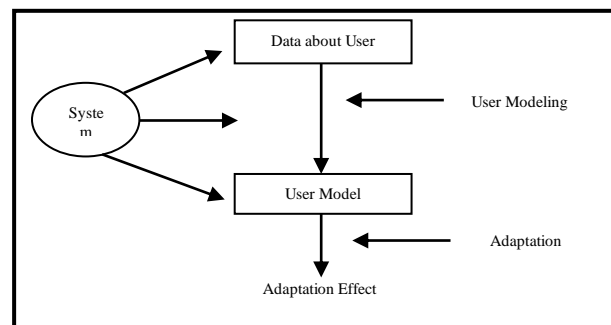 Data about User
User Modeling
Syste
m
User Model
Adaptation
Adaptation Effect